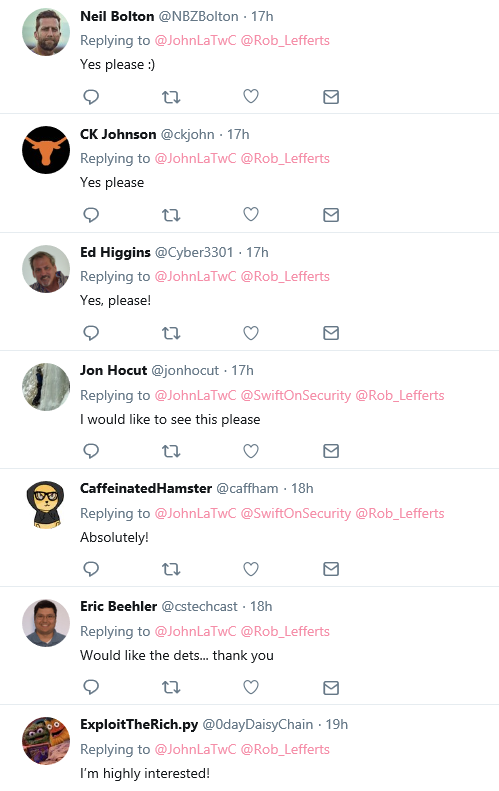 Neil Bolton @NBZBolton · 17h
Replying to @JohnLaTwC @Rob_Lefferts
Yes please :)
CK Johnson @ckjohn · 17h
Replying to @JohnLaTwC @Rob_Lefferts
Yes please
Ed Higgins @Cyber3301 · 17h
Replying to @JohnLaTwC @Rob_Lefferts
Yes, please!
Jon Hocut @jonhocut · 17h
Replying to @JohnLaTwC @SwiftOnSecurity @Rob_Lefferts
I would like to see this please
CaffeinatedHamster @caffham · 18h
Replying to @JohnLaTwC @SwiftOnSecurity @Rob_Lefferts
Absolutely!
Eric Beehler @cstechcast · 18h
Replying to @JohnLaTwC @Rob_Lefferts
Would like the dets... thank you
ExploitTheRich.py @0dayDaisyChain · 19h
Replying to @JohnLaTwC @Rob_Lefferts
I'm highly interested!